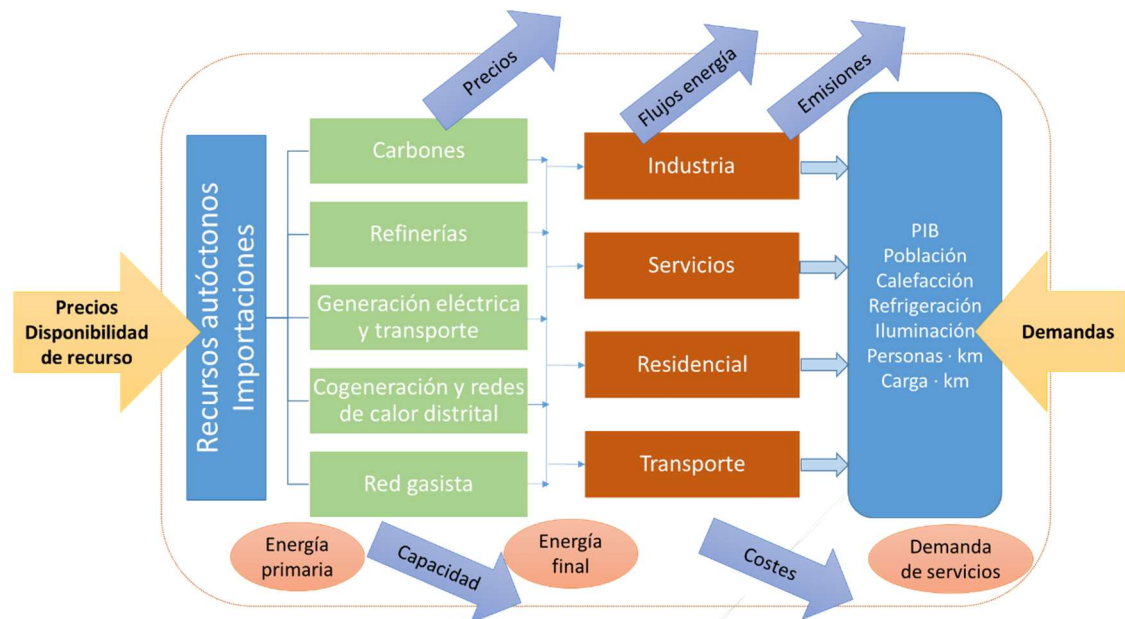 Precios
Flujos energía
Emisiones
Precios
Disponibilidad
de recurso
Recursos autóctonos
Importaciones
Carbones
Refinerías
Generación eléctrica
y transporte
Cogeneración y redes
de calor distrital
Red gasista
Industria
Servicios
Residencial
Transporte
PIB
Población
Calefacción
Refrigeración
Iluminación
Personas · km
Carga · km
Demandas
Energía
primaria
Capacidad
Energía
final
Costes
Demanda
de servicios